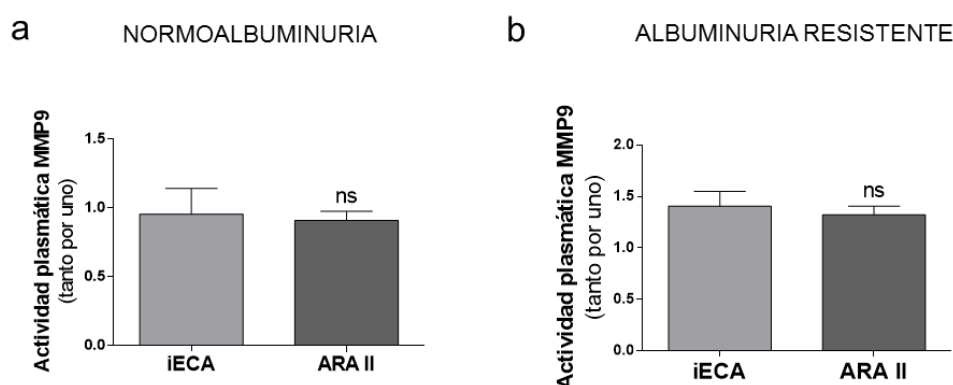 a
NORMOALBUMINURIA
Actividad plasmática MMP9
(tanto por uno)
1.5
1.0
0.5
0.0
ns
iECA
ARA II
b
ALBUMINURIA RESISTENTE
Actividad plasmática MMP9
(tanto por uno)
2.0
1.5
1.0
0.5
0.0
ns
iECA
ARA II